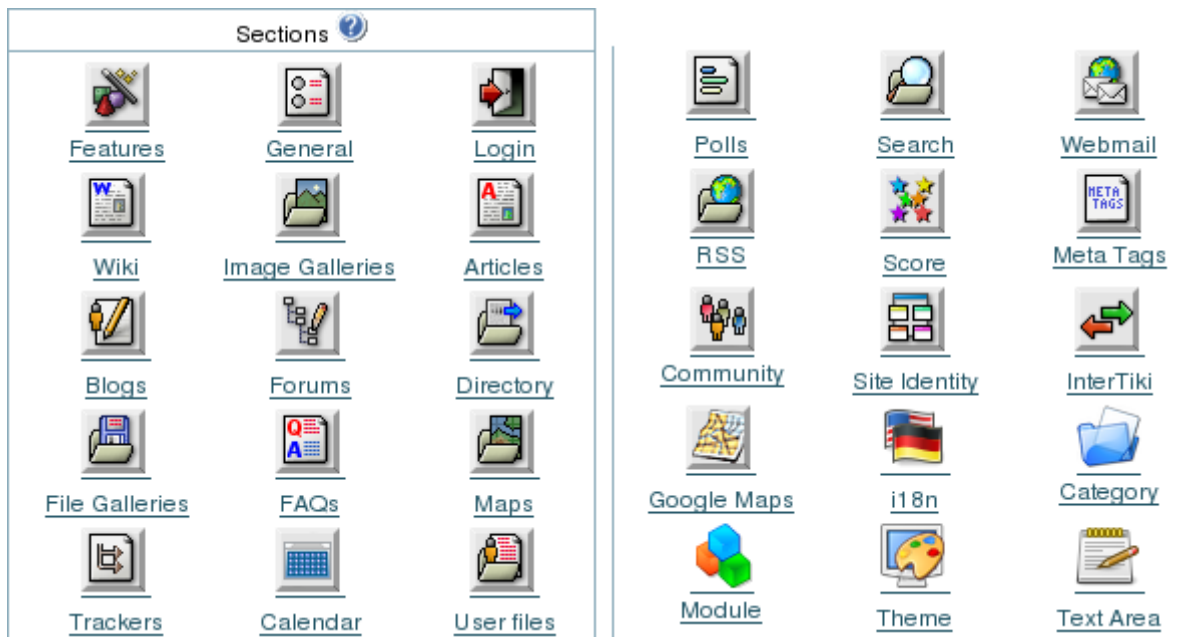 Sections ?
Features General Login
Wiki Image Galleries Articles
Blogs Forums Directory
File Galleries FAQs Maps
Trackers Calendar User files
Polls Search Webmail
META
TAGS
RSS Score Meta Tags
Community Site Identity InterTiki
Google Maps i18n Category
Module Theme Text Area
W
A
Q
A